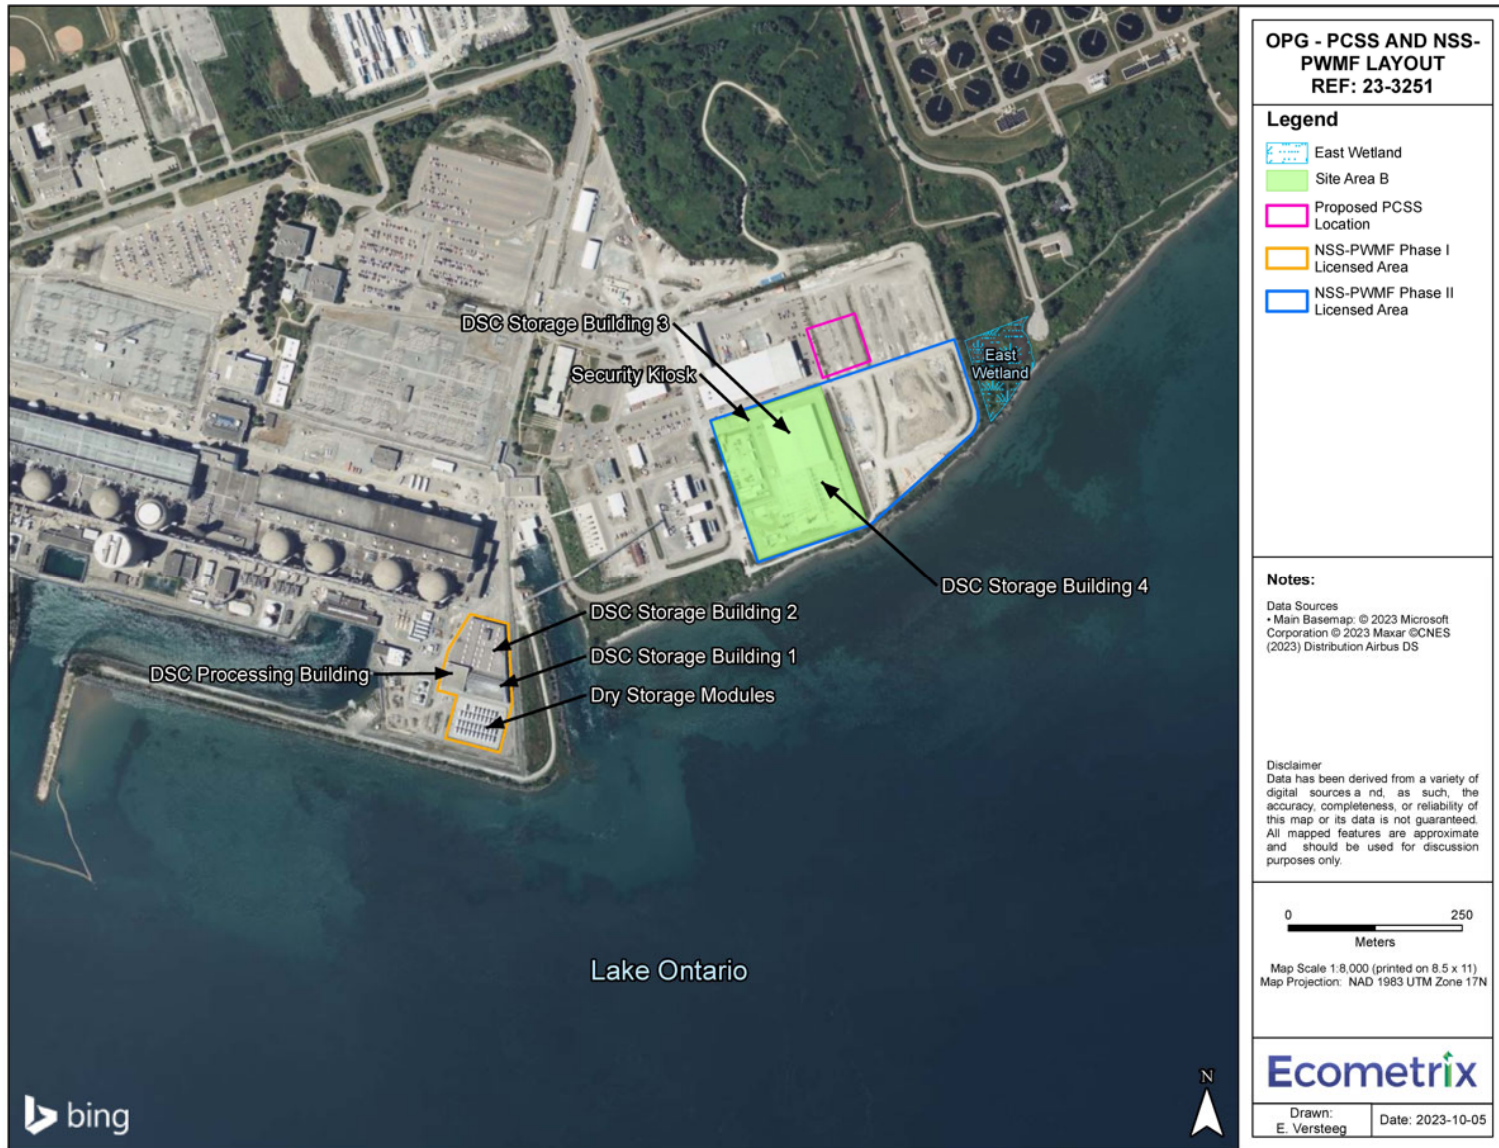 OPG - PCSS AND NSS-
PWMF LAYOUT
REF: 23-3251
Legend
East Wetland
Site Area B
Proposed PCSS
Location
NSS-PWMF Phase I
Licensed Area
NSS-PWMF Phase II
Licensed Area
DSC Storage Building 3
Security Kiosk
East
Wetland
DSC Storage Building 4
DSC Storage Building 2
DSC Storage Building 1
DSC Processing Building
Dry Storage Modules
Lake Ontario
Notes:
Data Sources
• Main Basemap: © 2023 Microsoft
Corporation © 2023 Maxar ©CNES
(2023) Distribution Airbus DS
Disclaimer
Data has been derived from a variety of
digital sources a nd, as such, the
accuracy, completeness, or reliability of
this map or its data is not guaranteed.
All mapped features are approximate
and should be used for discussion
purposes only.
0 250
Meters
Map Scale 1:8,000 (printed on 8.5 x 11)
Map Projection: NAD 1983 UTM Zone 17N
Ecometrix
N
bing
Drawn:
E. Versteeg
Date: 2023-10-05